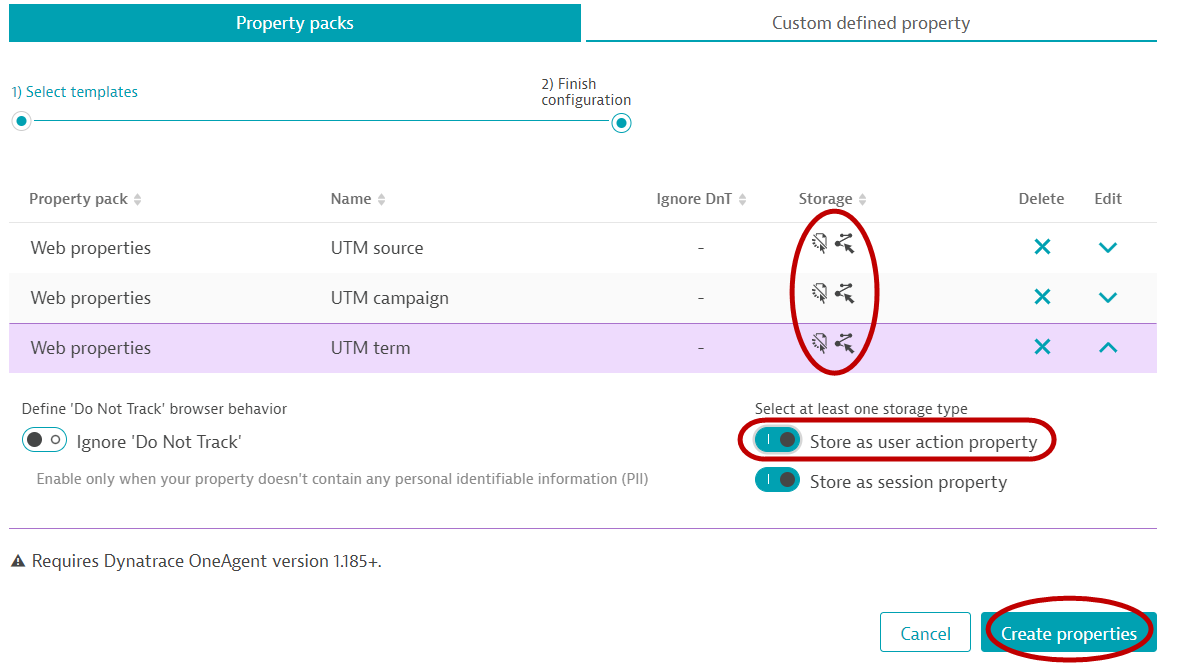 Property packs
Custom defined property
1) Select templates
2) Finish
configuration
Property pack Name Ignore DnT Storage Delete Edit
Web properties UTM source -
Web properties UTM campaign -
Web properties UTM term -
Define 'Do Not Track' browser behavior
Ignore 'Do Not Track'
Enable only when your property doesn't contain any personal identifiable information (PII)
Select at least one storage type
Store as user action property
Store as session property
Requires Dynatrace OneAgent version 1.185+.
Cancel
Create properties